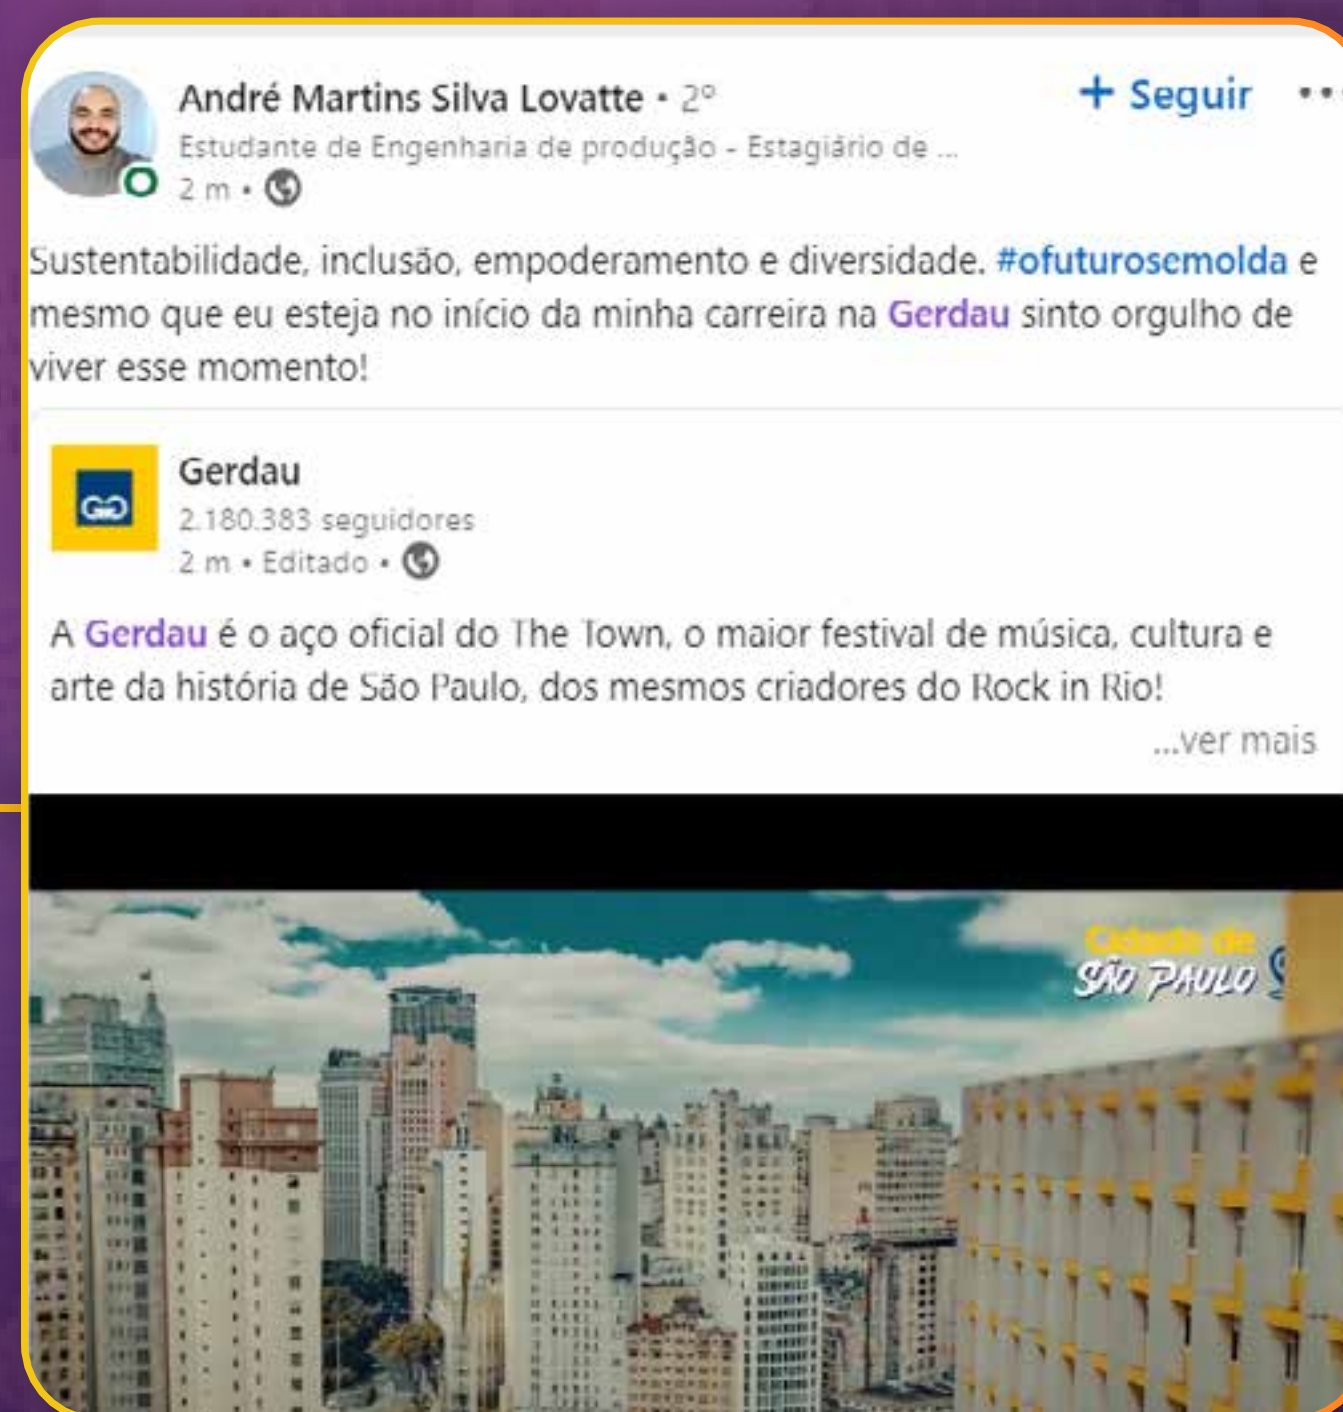 André Martins Silva Lovatte • 2º
+ Seguir
Estudante de Engenharia de produção - Estagiário de ...
2 m •
Sustentabilidade, inclusão, empoderamento e diversidade. #ofuturosemolda e
mesmo que eu esteja no início da minha carreira na Gerdau sinto orgulho de
viver esse momento!
Gerdau
2.180.383 seguidores
2 m • Editado •
A Gerdau é o aço oficial do The Town, o maior festival de música, cultura e
arte da história de São Paulo, dos mesmos criadores do Rock in Rio!
...ver mais
Cidade de
SÃO PAULO